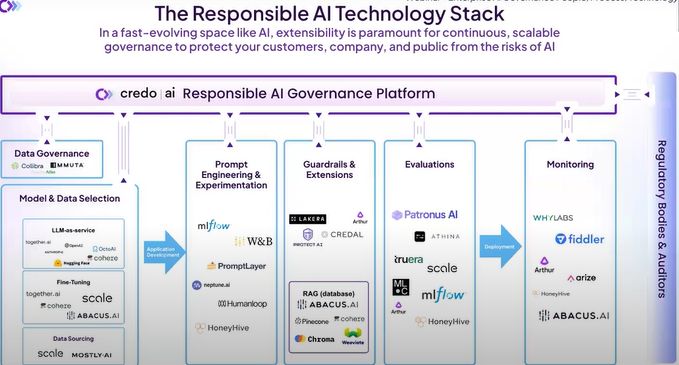 The Responsible AI Technology Stack
In a fast-evolving space like AI, extensibility is paramount for continuous, scalable
governance to protect your customers, company, and public from the risks of AI
credo ai Responsible AI Governance Platform
Regulatory Bodies & Auditors
Data Governance
Collibra IMMUTA
Model & Data Selection
LLM-as-service
together.ai OpenAI
ANTHROPIC OctoAI
Hugging Face cohere
Fine-Tuning
together.ai scale
cohere
ABACUS.AI
Data Sourcing
scale MOSTLY·AI
Application
Development
Prompt
Engineering &
Experimentation
mlflow
W&B
PromptLayer
neptune.ai
Humanloop
HoneyHive
Guardrails &
Extensions
LAKERA
Arthur
PROTECT AI
CREDAL
RAG (database)
ABACUS.AI
Pinecone cohere
Chroma Weaviate
Evaluations
Patronus AI
ATHINA
truera
scale
ML
C
mlflow
Arthur
HoneyHive
Deployment
Monitoring
WHYLABS
fiddler
Arthur
arize
HoneyHive
ABACUS.AI